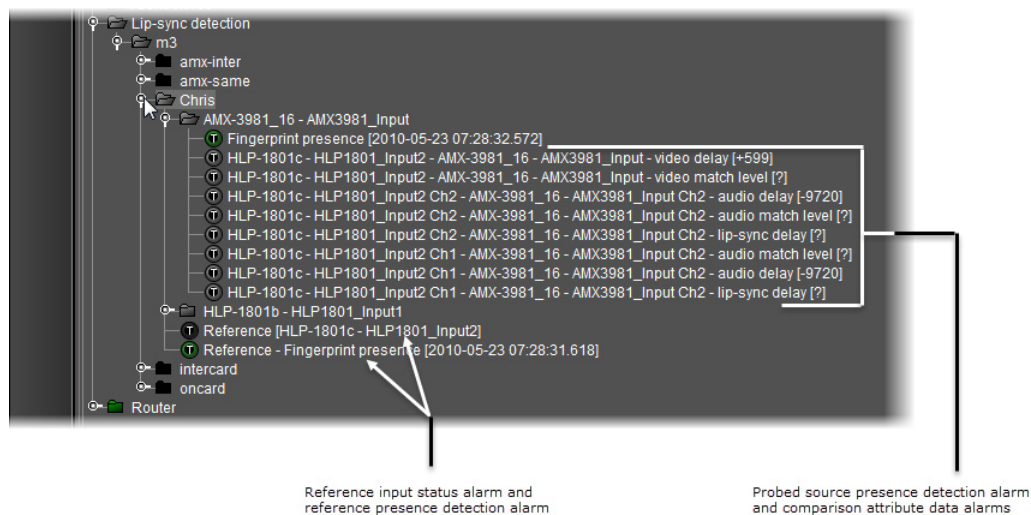 Lip-sync detection
m3
amx-inter
amx-same
Chris
AMX-3981_16 - AMX3981_Input
T Fingerprint presence [2010-05-23 07:28:32.572]
T HLP-1801c - HLP1801_Input2 - AMX-3981_16 - AMX3981_Input - video delay [+599]
T HLP-1801c - HLP1801_Input2 - AMX-3981_16 - AMX3981_Input - video match level [?]
T HLP-1801c - HLP1801_Input2 Ch2 - AMX-3981_16 - AMX3981_Input Ch2 - audio delay [-9720]
T HLP-1801c - HLP1801_Input2 Ch2 - AMX-3981_16 - AMX3981_Input Ch2 - audio match level [?]
T HLP-1801c - HLP1801_Input2 Ch2 - AMX-3981_16 - AMX3981_Input Ch2 - lip-sync delay [?]
T HLP-1801c - HLP1801_Input2 Ch1 - AMX-3981_16 - AMX3981_Input Ch2 - audio match level [?]
T HLP-1801c - HLP1801_Input2 Ch1 - AMX-3981_16 - AMX3981_Input Ch2 - audio delay [-9720]
T HLP-1801c - HLP1801_Input2 Ch1 - AMX-3981_16 - AMX3981_Input Ch2 - lip-sync delay [?]
HLP-1801b - HLP1801_Input1
T Reference [HLP-1801c - HLP1801_Input2]
T Reference - Fingerprint presence [2010-05-23 07:28:31.618]
intercard
oncard
Router
Reference input status alarm and
reference presence detection alarm
Probed source presence detection alarm
and comparison attribute data alarms